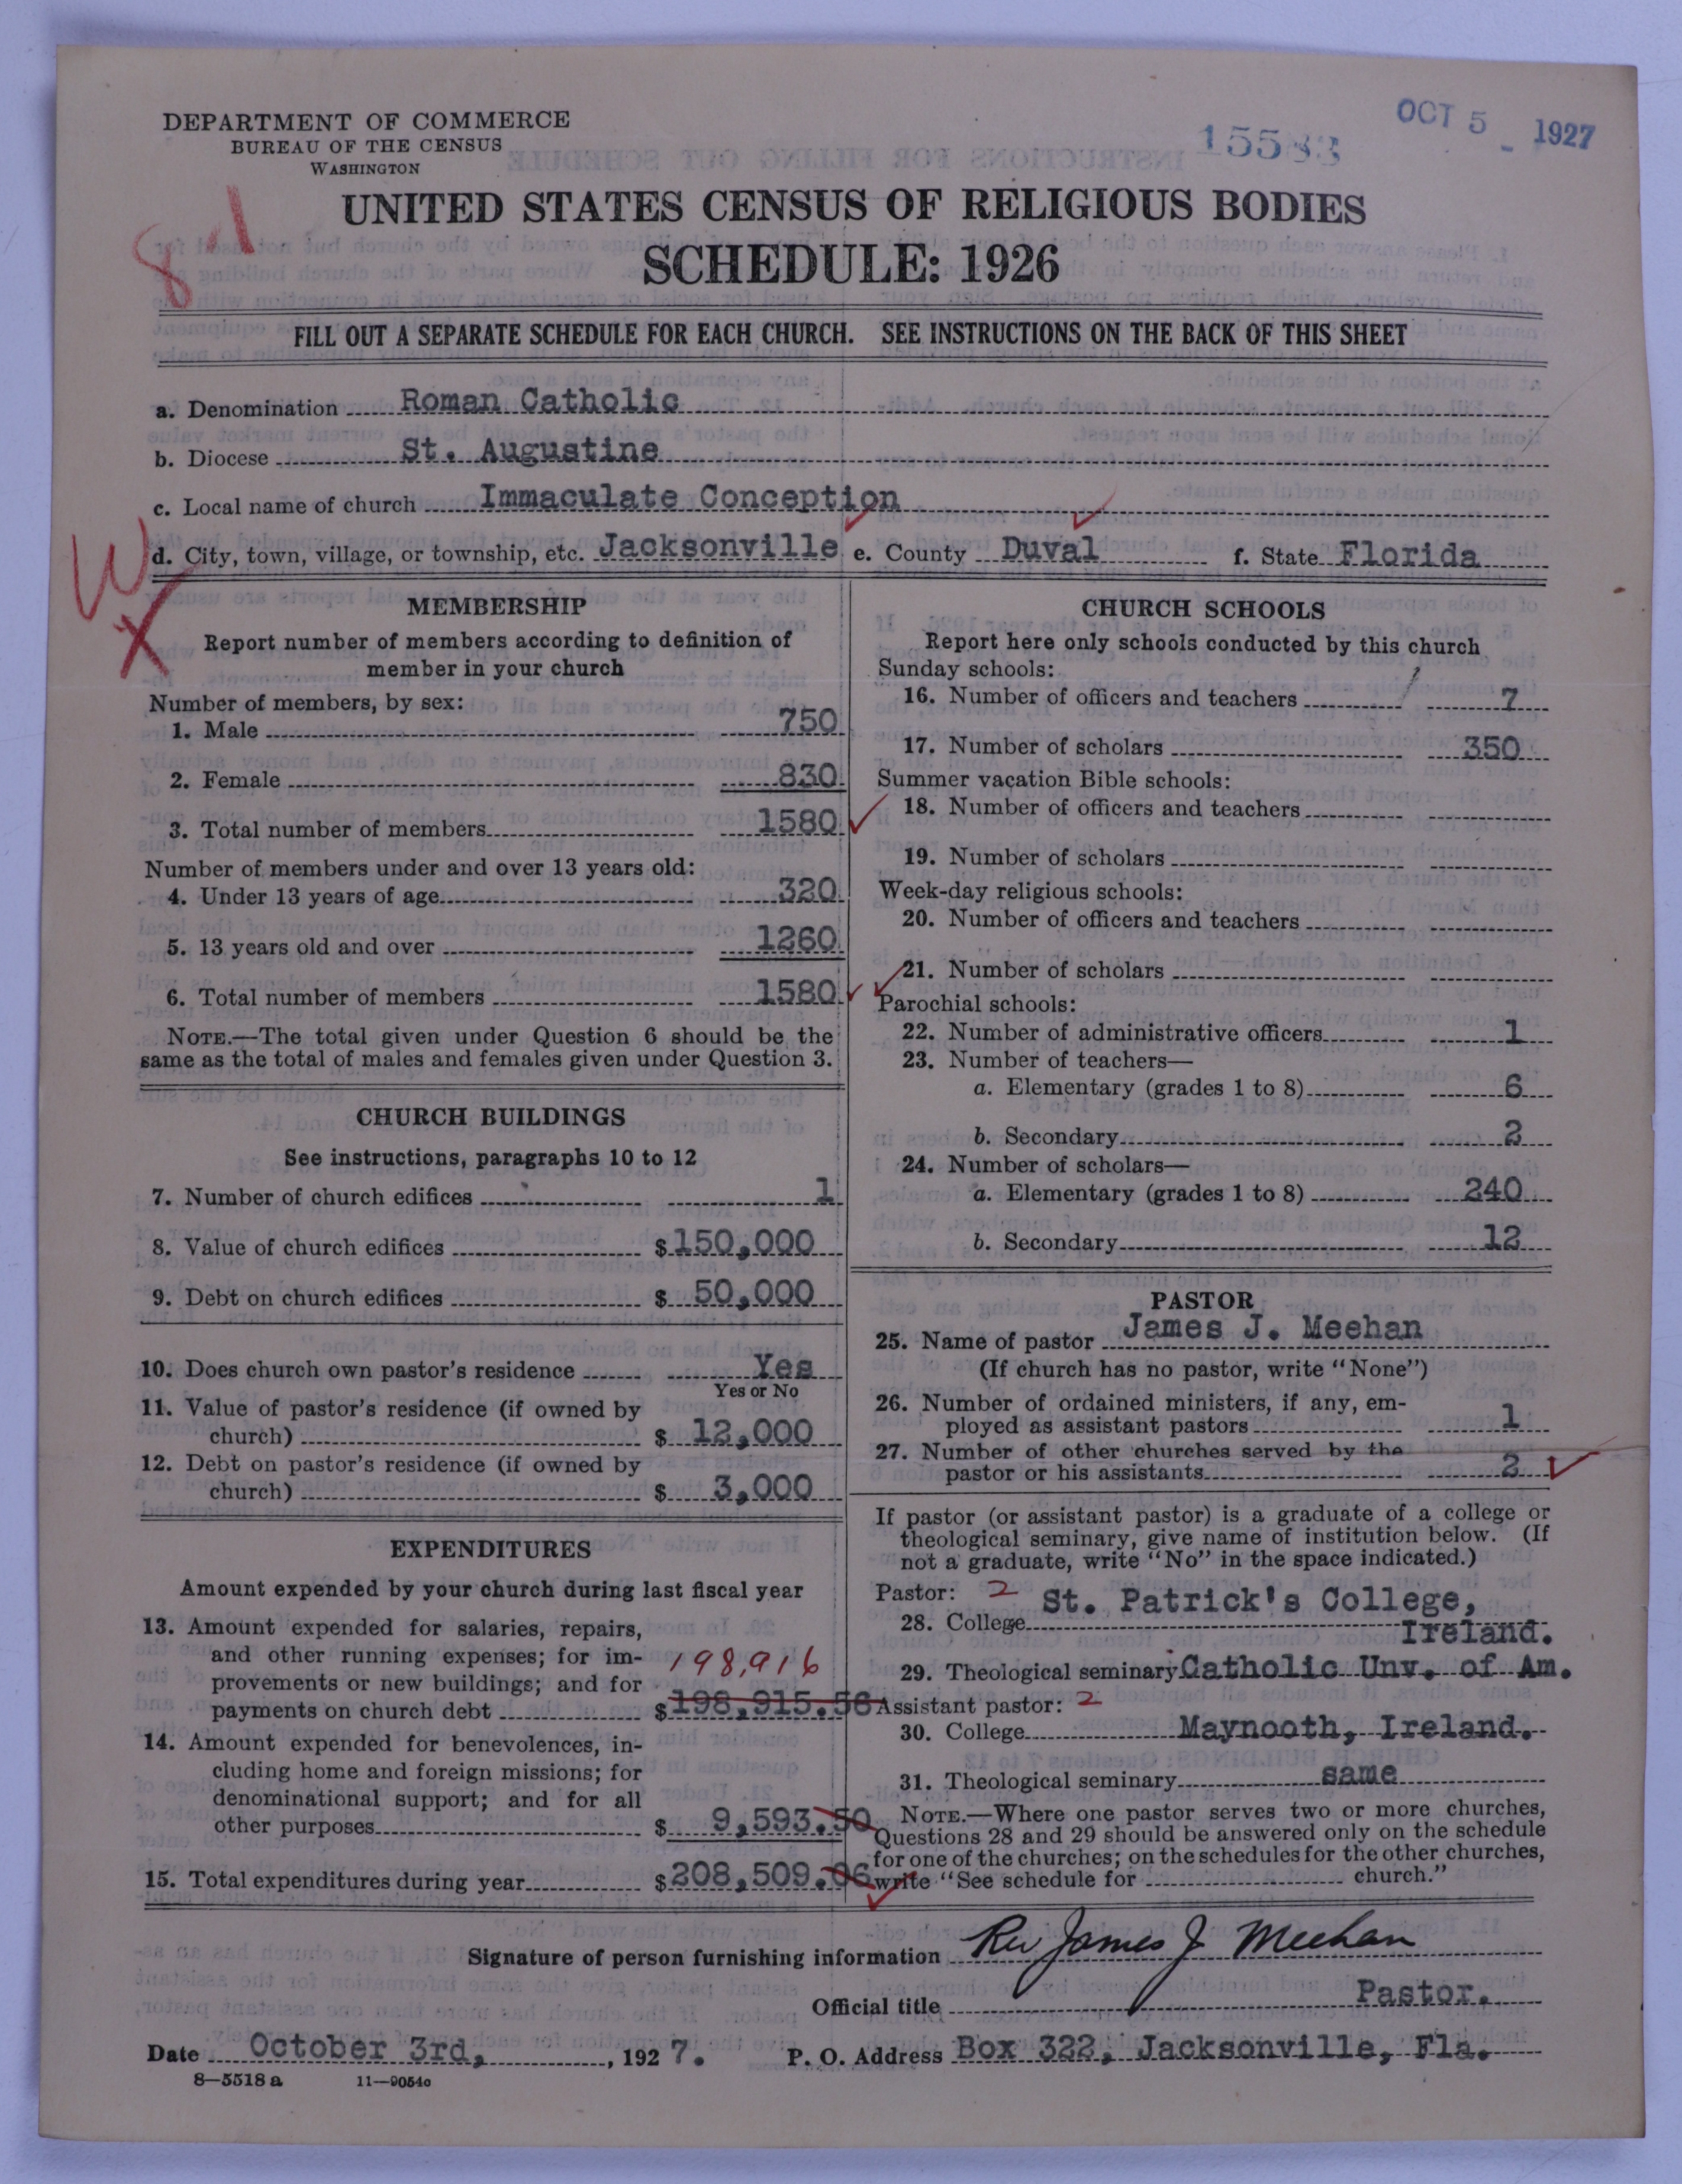 DEPARTMENT OF COMMERCE
BUREAU OF THE CENSUS
WASHINGTON
OCT 5 1927
UNITED STATES CENSUS OF RELIGIOUS BODIES
SCHEDULE: 1926
FILL OUT A SEPARATE SCHEDULE FOR EACH CHURCH. SEE INSTRUCTIONS ON THE BACK OF THIS SHEET
a. Denomination Roman Catholic
b. Diocese St. Augustine
c. Local name of church Immaculate Conception
d. City, town, village, or township, etc. Jacksonville e. County Duval f. State Florida
MEMBERSHIP
Report number of members according to definition of
member in your church
Number of members, by sex:
1. Male 750
2. Female 830
3. Total number of members 1580
Number of members under and over 13 years old:
4. Under 13 years of age 320
5. 13 years old and over 1260
6. Total number of members 1580
NOTE.—The total given under Question 6 should be the
same as the total of males and females given under Question 3.
CHURCH BUILDINGS
See instructions, paragraphs 10 to 12
7. Number of church edifices 1
8. Value of church edifices $150,000
9. Debt on church edifices $ 50,000
10. Does church own pastor's residence Yes
Yes or No
11. Value of pastor's residence (if owned by
church) $ 12,000
12. Debt on pastor's residence (if owned by
church) $ 3,000
EXPENDITURES
Amount expended by your church during last fiscal year
13. Amount expended for salaries, repairs,
and other running expenses; for im-
198,916
provements or new buildings; and for
payments on church debt $198,915.56
14. Amount expended for benevolences, in-
cluding home and foreign missions; for
denominational support; and for all
other purposes $ 9,593.50
15. Total expenditures during year $208,509.06
CHURCH SCHOOLS
Report here only schools conducted by this church
Sunday schools:
16. Number of officers and teachers 7
17. Number of scholars 350
Summer vacation Bible schools:
18. Number of officers and teachers
19. Number of scholars
Week-day religious schools:
20. Number of officers and teachers
21. Number of scholars
Parochial schools:
22. Number of administrative officers 1
23. Number of teachers—
a. Elementary (grades 1 to 8) 6
b. Secondary 2
24. Number of scholars—
a. Elementary (grades 1 to 8) 240
b. Secondary 12
PASTOR
25. Name of pastor James J. Meehan
(If church has no pastor, write "None")
26. Number of ordained ministers, if any, em-
ployed as assistant pastors 1
27. Number of other churches served by the
pastor or his assistants 2
If pastor (or assistant pastor) is a graduate of a college or
theological seminary, give name of institution below. (If
not a graduate, write "No" in the space indicated.)
Pastor: 2
28. College St. Patrick's College,
Ireland.
29. Theological seminary Catholic Unv. of Am.
Assistant pastor: 2
30. College Maynooth, Ireland.
31. Theological seminary same
NOTE.—Where one pastor serves two or more churches,
Questions 28 and 29 should be answered only on the schedule
for one of the churches; on the schedules for the other churches,
write "See schedule for church."
Signature of person furnishing information Rev James J Meehan
Official title Pastor.
Date October 3rd, , 1927. P. O. Address Box 322, Jacksonville, Fla.
8—5518 a 11—9054o